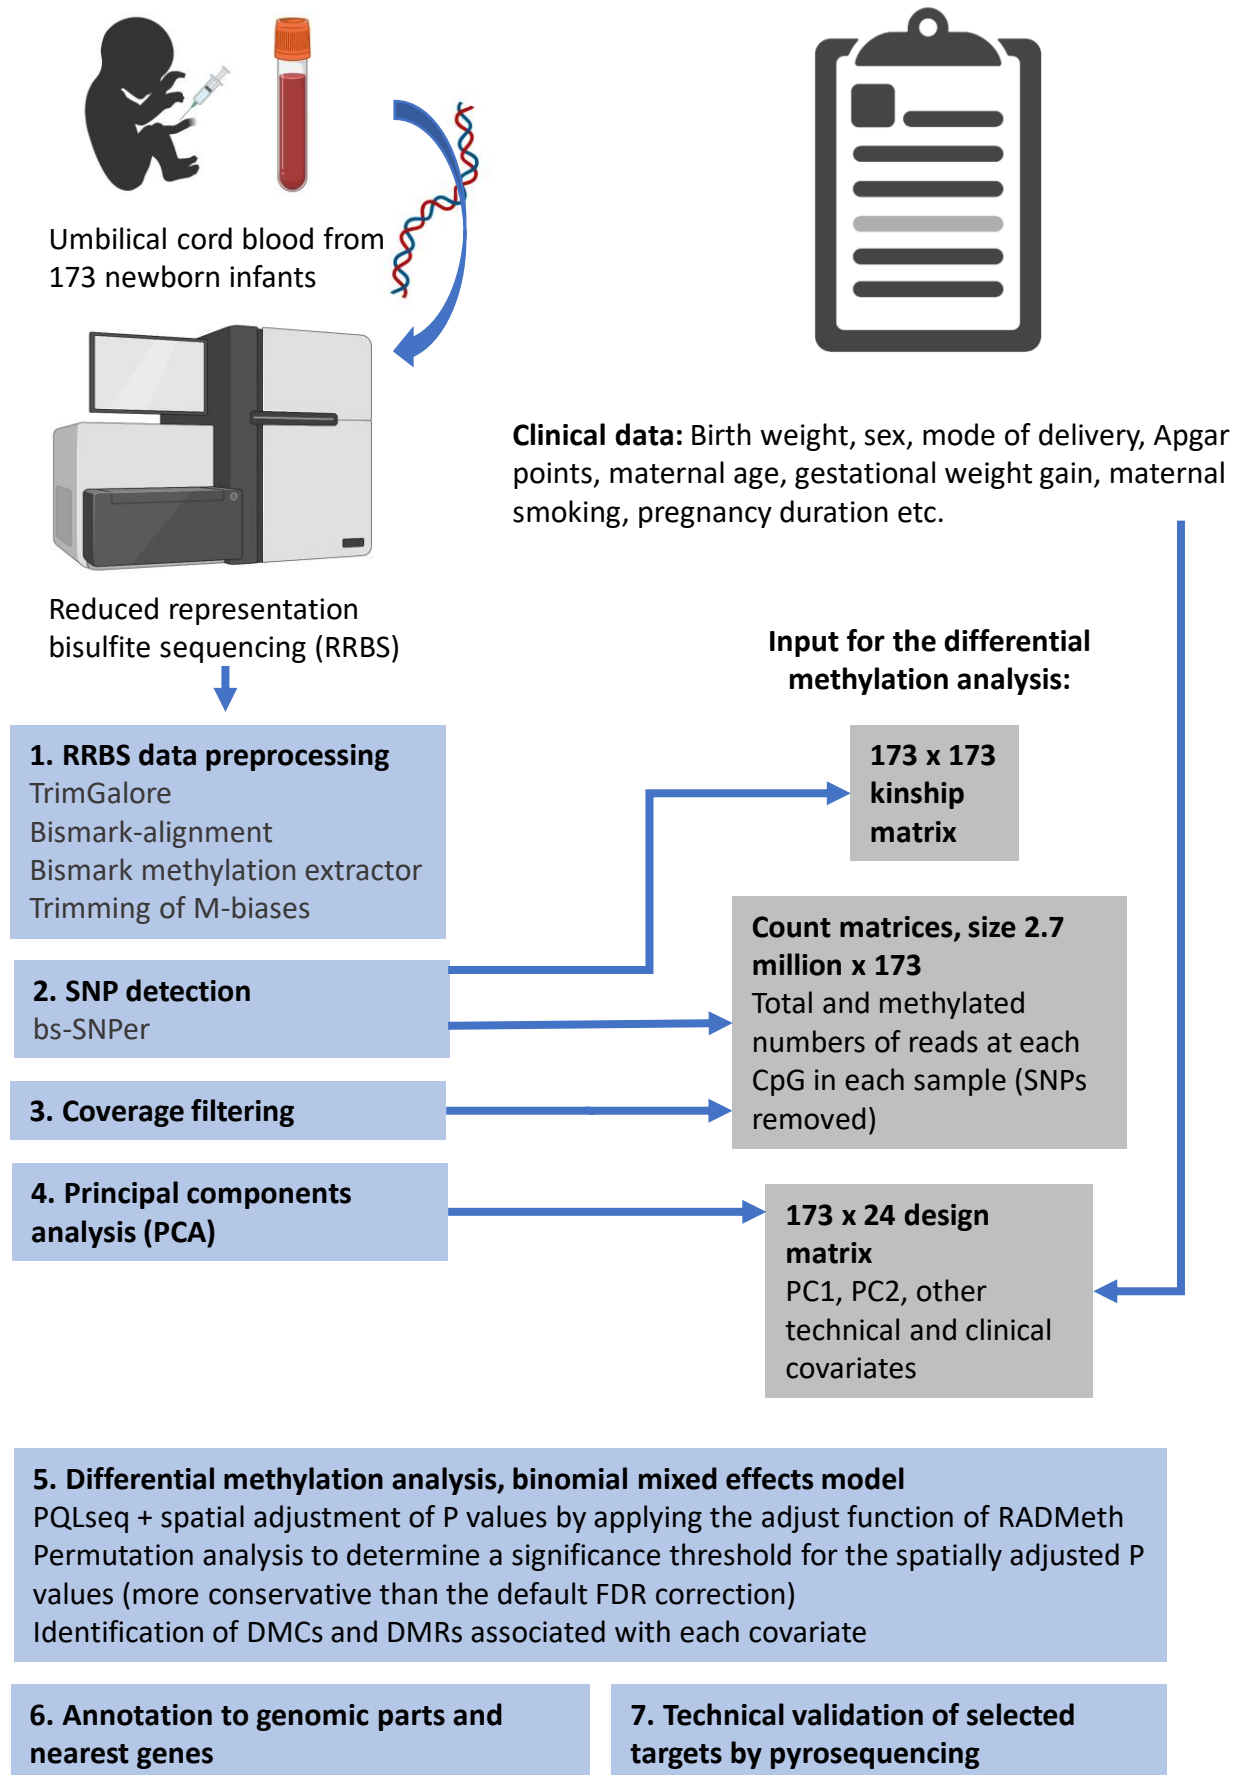 Umbilical cord blood from
173 newborn infants
Clinical data: Birth weight, sex, mode of delivery, Apgar
points, maternal age, gestational weight gain, maternal
smoking, pregnancy duration etc.
Reduced representation
bisulfite sequencing (RRBS)
Input for the differential
methylation analysis:
1. RRBS data preprocessing
TrimGalore
Bismark-alignment
Bismark methylation extractor
Trimming of M-biases
173 x 173
kinship
matrix
2. SNP detection
bs-SNPer
Count matrices, size 2.7
million x 173
Total and methylated
numbers of reads at each
CpG in each sample (SNPs
removed)
3. Coverage filtering
4. Principal components
analysis (PCA)
173 x 24 design
matrix
PC1, PC2, other
technical and clinical
covariates
5. Differential methylation analysis, binomial mixed effects model
PQLseq + spatial adjustment of P values by applying the adjust function of RADMeth
Permutation analysis to determine a significance threshold for the spatially adjusted P
values (more conservative than the default FDR correction)
Identification of DMCs and DMRs associated with each covariate
6. Annotation to genomic parts and
nearest genes
7. Technical validation of selected
targets by pyrosequencing